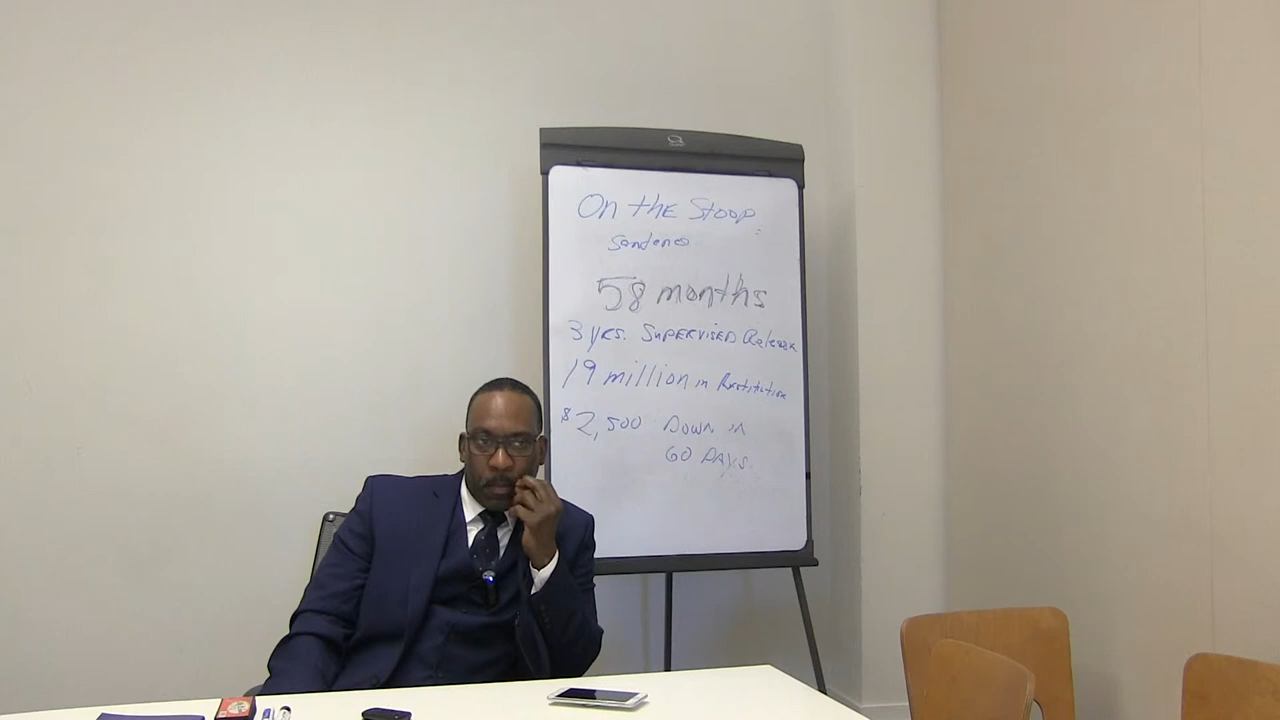 On the Stoop:
Sentence
58 months
3 yrs. Supervised Release
19 million in Restitution
$2,500 Down in
60 Days.